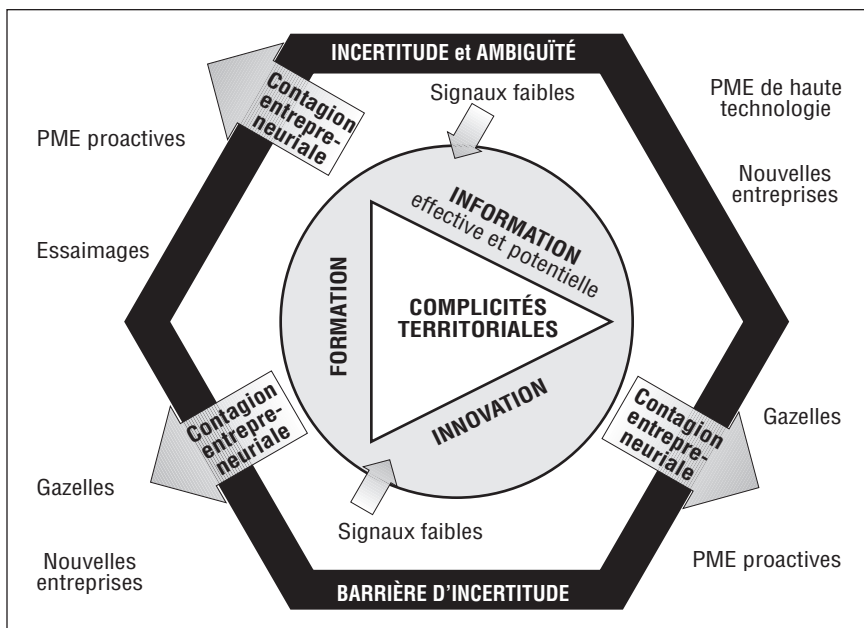 INCERTITUDE et AMBIGUÏTÉ
Signaux faibles
PME de haute
technologie
Contagion
entrepre-
neuriale
PME proactives
Nouvelles
entreprises
INFORMATION
effective et potentielle
Essaimages
FORMATION
COMPLICITÉS
TERRITORIALES
INNOVATION
Contagion
entrepre-
neuriale
Contagion
entrepre-
neuriale
Gazelles
Gazelles
Signaux faibles
Nouvelles
entreprises
PME proactives
BARRIÈRE D'INCERTITUDE